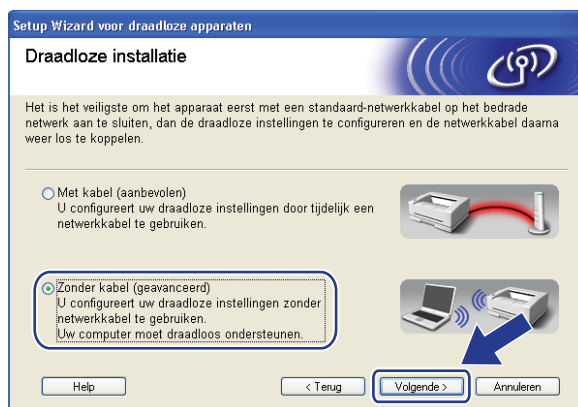 Setup Wizard voor draadloze apparaten
Draadloze installatie
Het is het veiligste om het apparaat eerst met een standaard-netwerkkabel op het bedrade
netwerk aan te sluiten, dan de draadloze instellingen te configureren en de netwerkkabel daarna
weer los te koppelen.
Met kabel (aanbevolen)
U configureert uw draadloze instellingen door tijdelijk een
netwerkkabel te gebruiken.
Zonder kabel (geavanceerd)
U configureert uw draadloze instellingen zonder
netwerkkabel te gebruiken.
Uw computer moet draadloos ondersteunen.
Help
< Terug
Volgende >
Annuleren